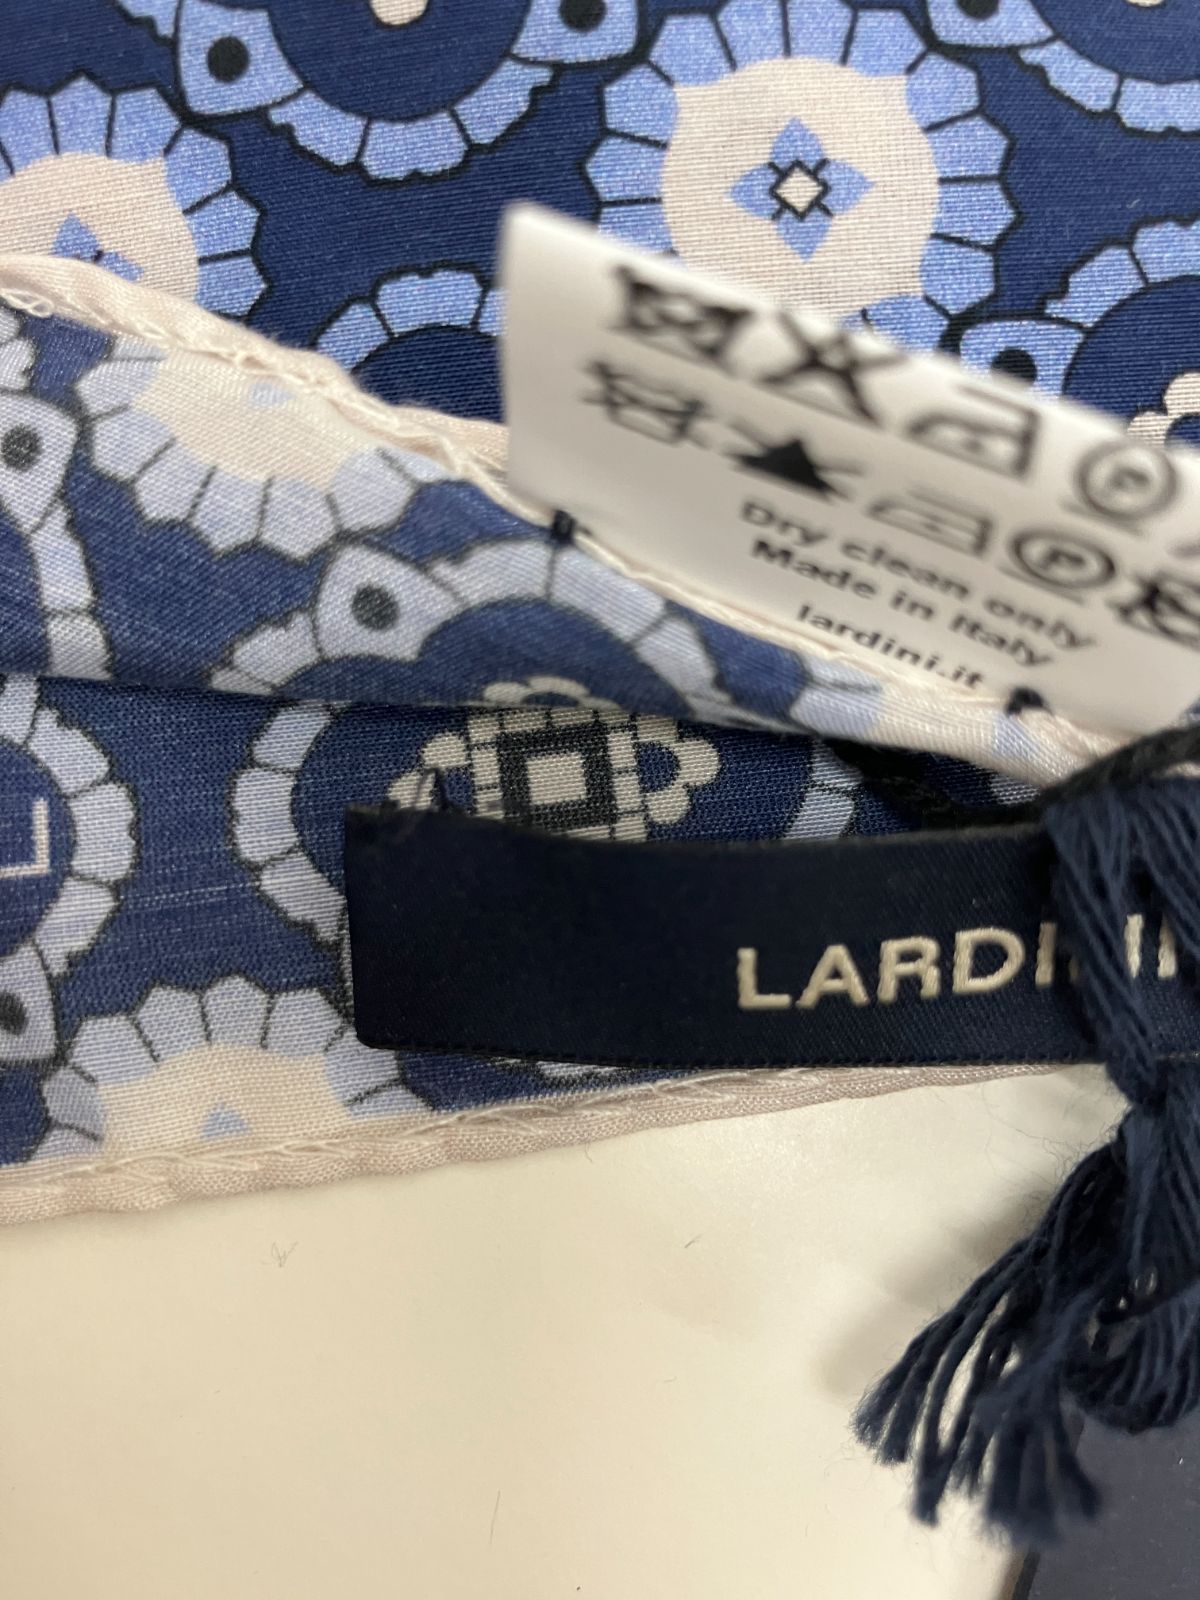 P
P
Dry clean only
Made in Italy
lardini.it
L
LARDINI